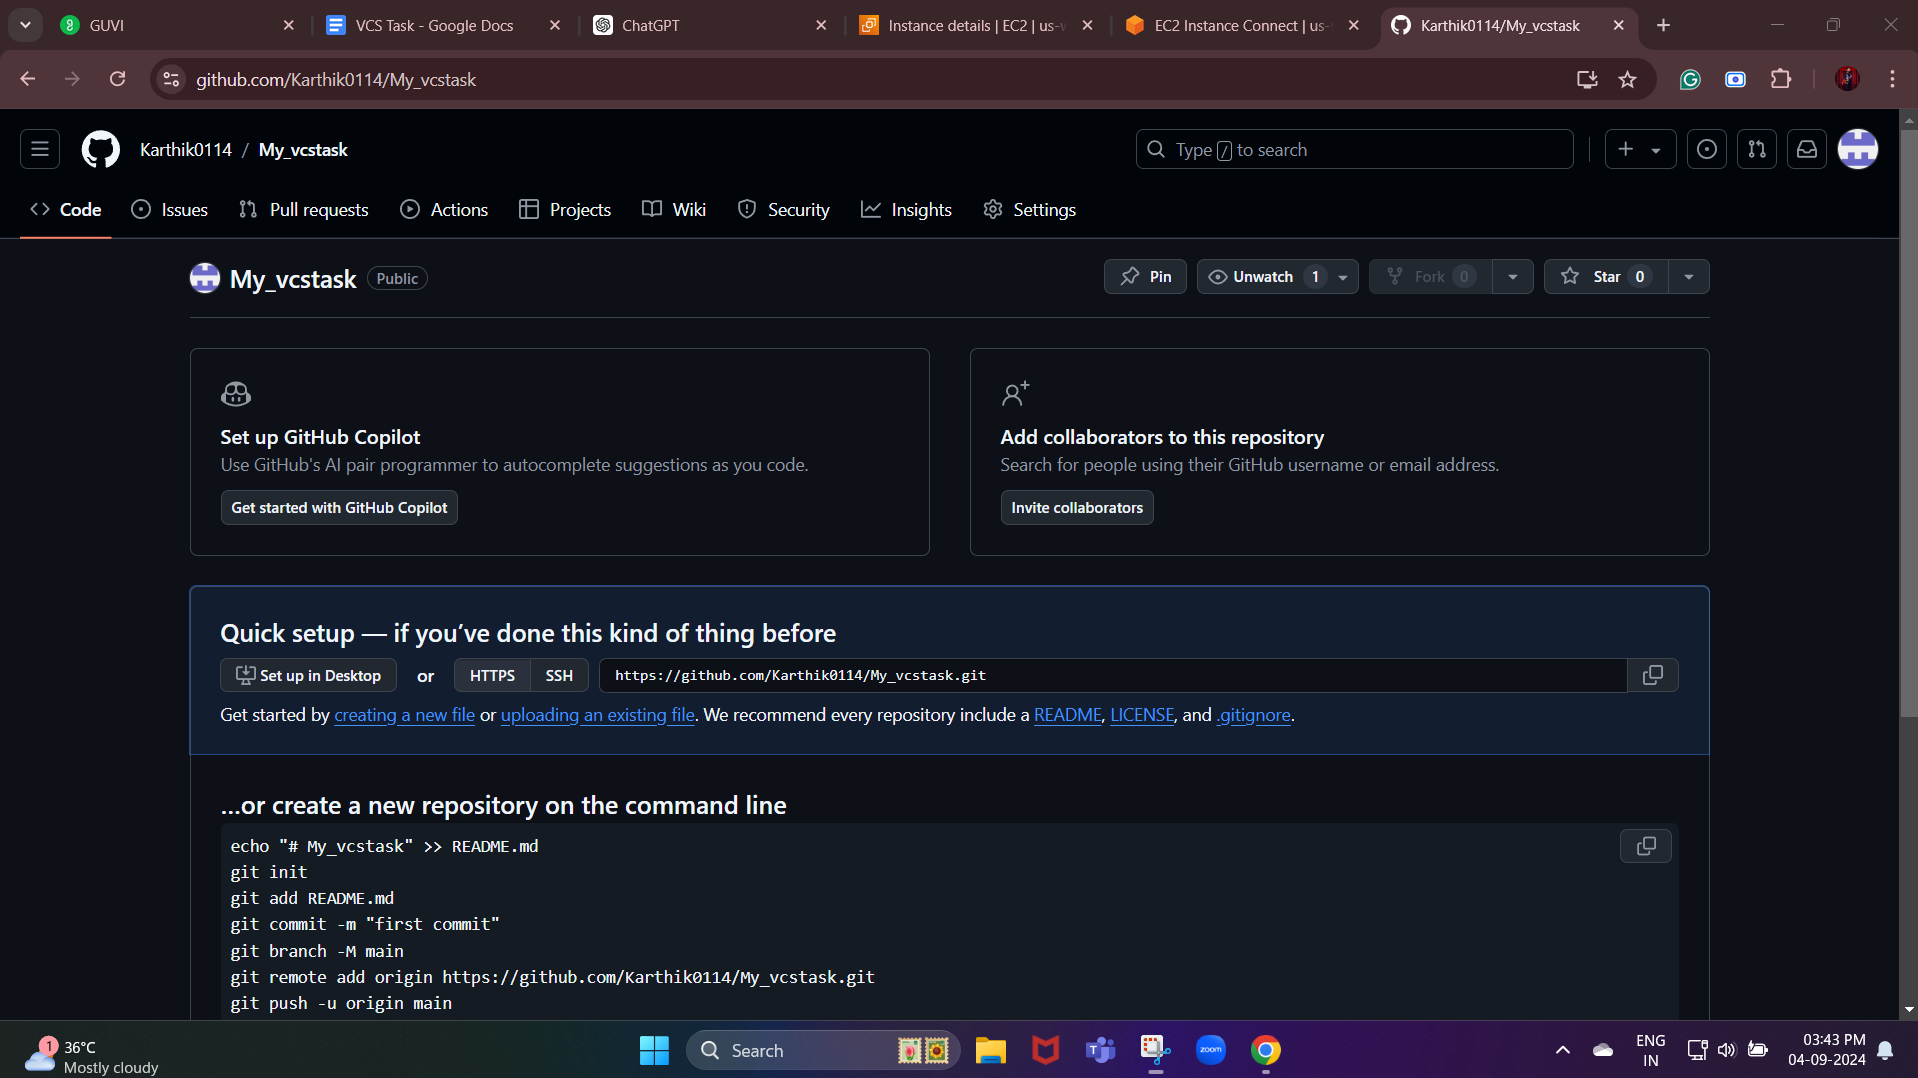 GUVI
VCS Task - Google Docs
ChatGPT
Instance details | EC2 | us-
EC2 Instance Connect | us-
Karthik0114/My_vcstask
github.com/Karthik0114/My_vcstask
Karthik0114 / My_vcstask
Type / to search
Code Issues Pull requests Actions Projects Wiki Security Insights Settings
My_vcstask Public
Pin Unwatch 1 Fork 0 Star 0
Set up GitHub Copilot
Use GitHub's AI pair programmer to autocomplete suggestions as you code.
Get started with GitHub Copilot
Add collaborators to this repository
Search for people using their GitHub username or email address.
Invite collaborators
Quick setup — if you’ve done this kind of thing before
Set up in Desktop or HTTPS SSH https://github.com/Karthik0114/My_vcstask.git
Get started by creating a new file or uploading an existing file. We recommend every repository include a README, LICENSE, and .gitignore.
…or create a new repository on the command line
echo "# My_vcstask" >> README.md
git init
git add README.md
git commit -m "first commit"
git branch -M main
git remote add origin https://github.com/Karthik0114/My_vcstask.git
git push -u origin main
1
36°C
Mostly cloudy
Search
zoom
ENG
IN
03:43 PM
04-09-2024